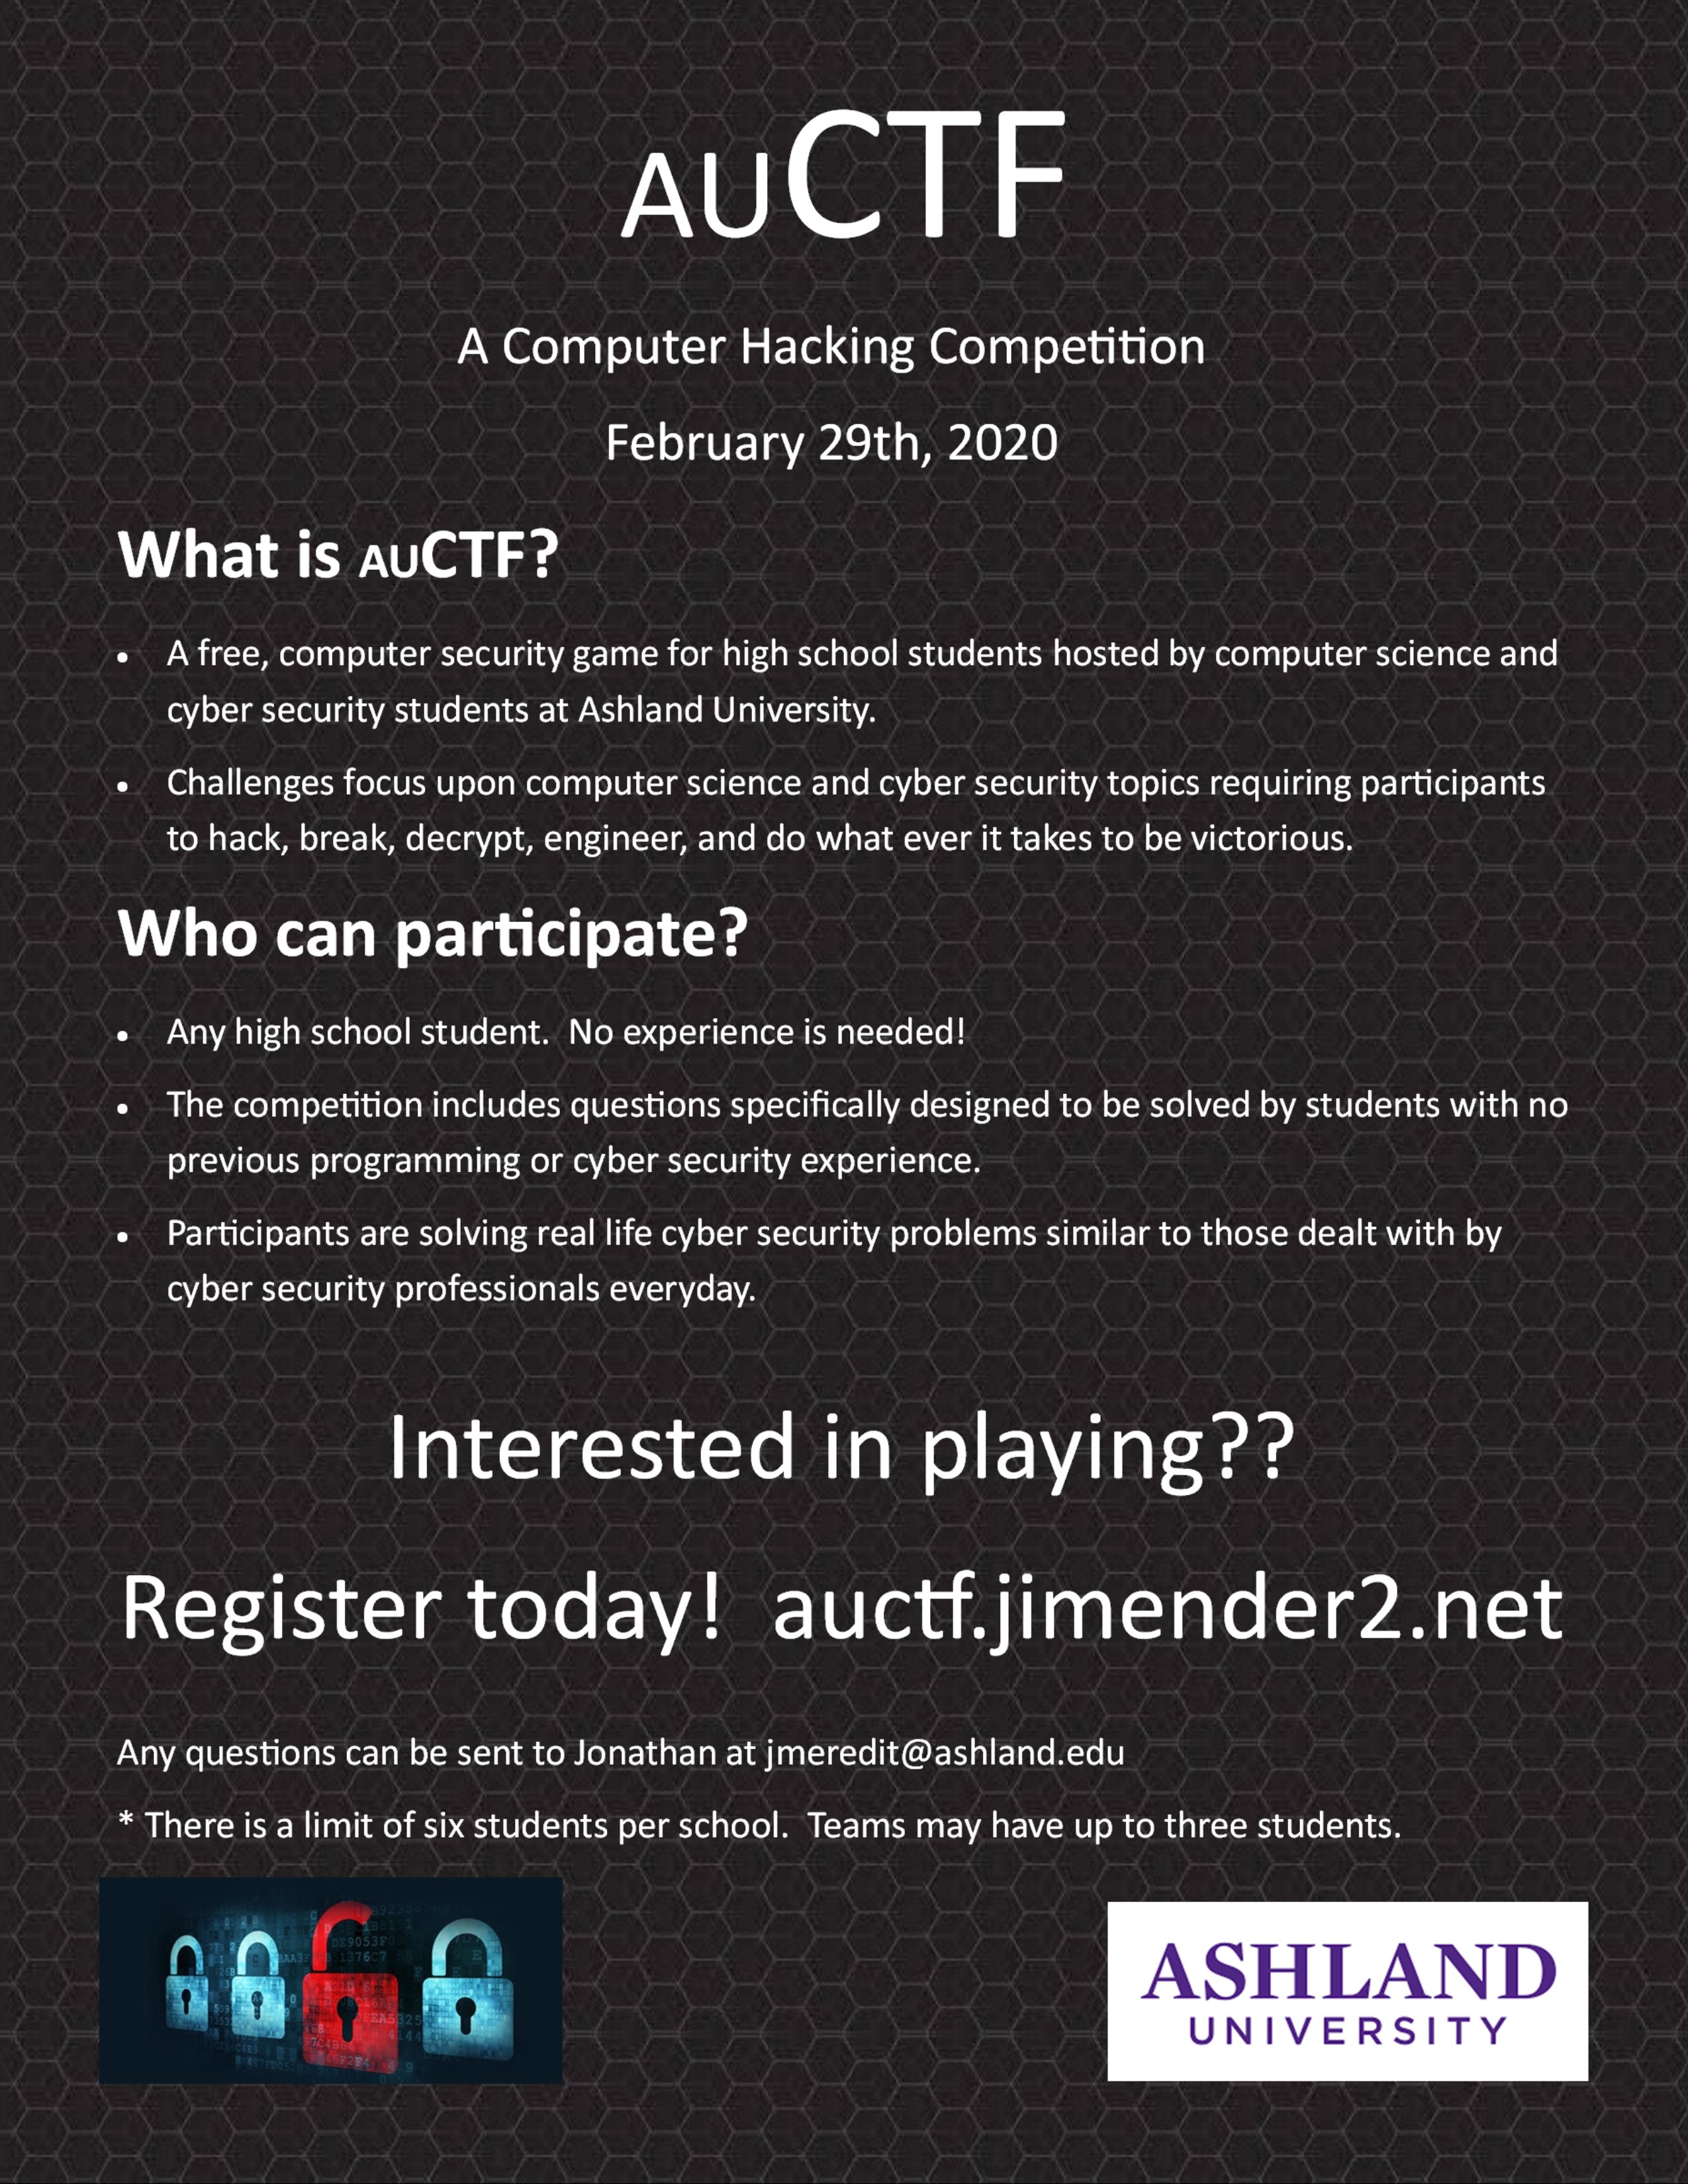 AUCTF
A Computer Hacking Competition
February 29th, 2020
What is AUCTF?
• A free, computer security game for high school students hosted by computer science and
cyber security students at Ashland University.
• Challenges focus upon computer science and cyber security topics requiring participants
to hack, break, decrypt, engineer, and do what ever it takes to be victorious.
Who can participate?
• Any high school student.  No experience is needed!
• The competition includes questions specifically designed to be solved by students with no
previous programming or cyber security experience.
• Participants are solving real life cyber security problems similar to those dealt with by
cyber security professionals everyday.
Interested in playing??
Register today!  auctf.jimender2.net
Any questions can be sent to Jonathan at jmeredit@ashland.edu
* There is a limit of six students per school.  Teams may have up to three students.
ASHLAND
UNIVERSITY